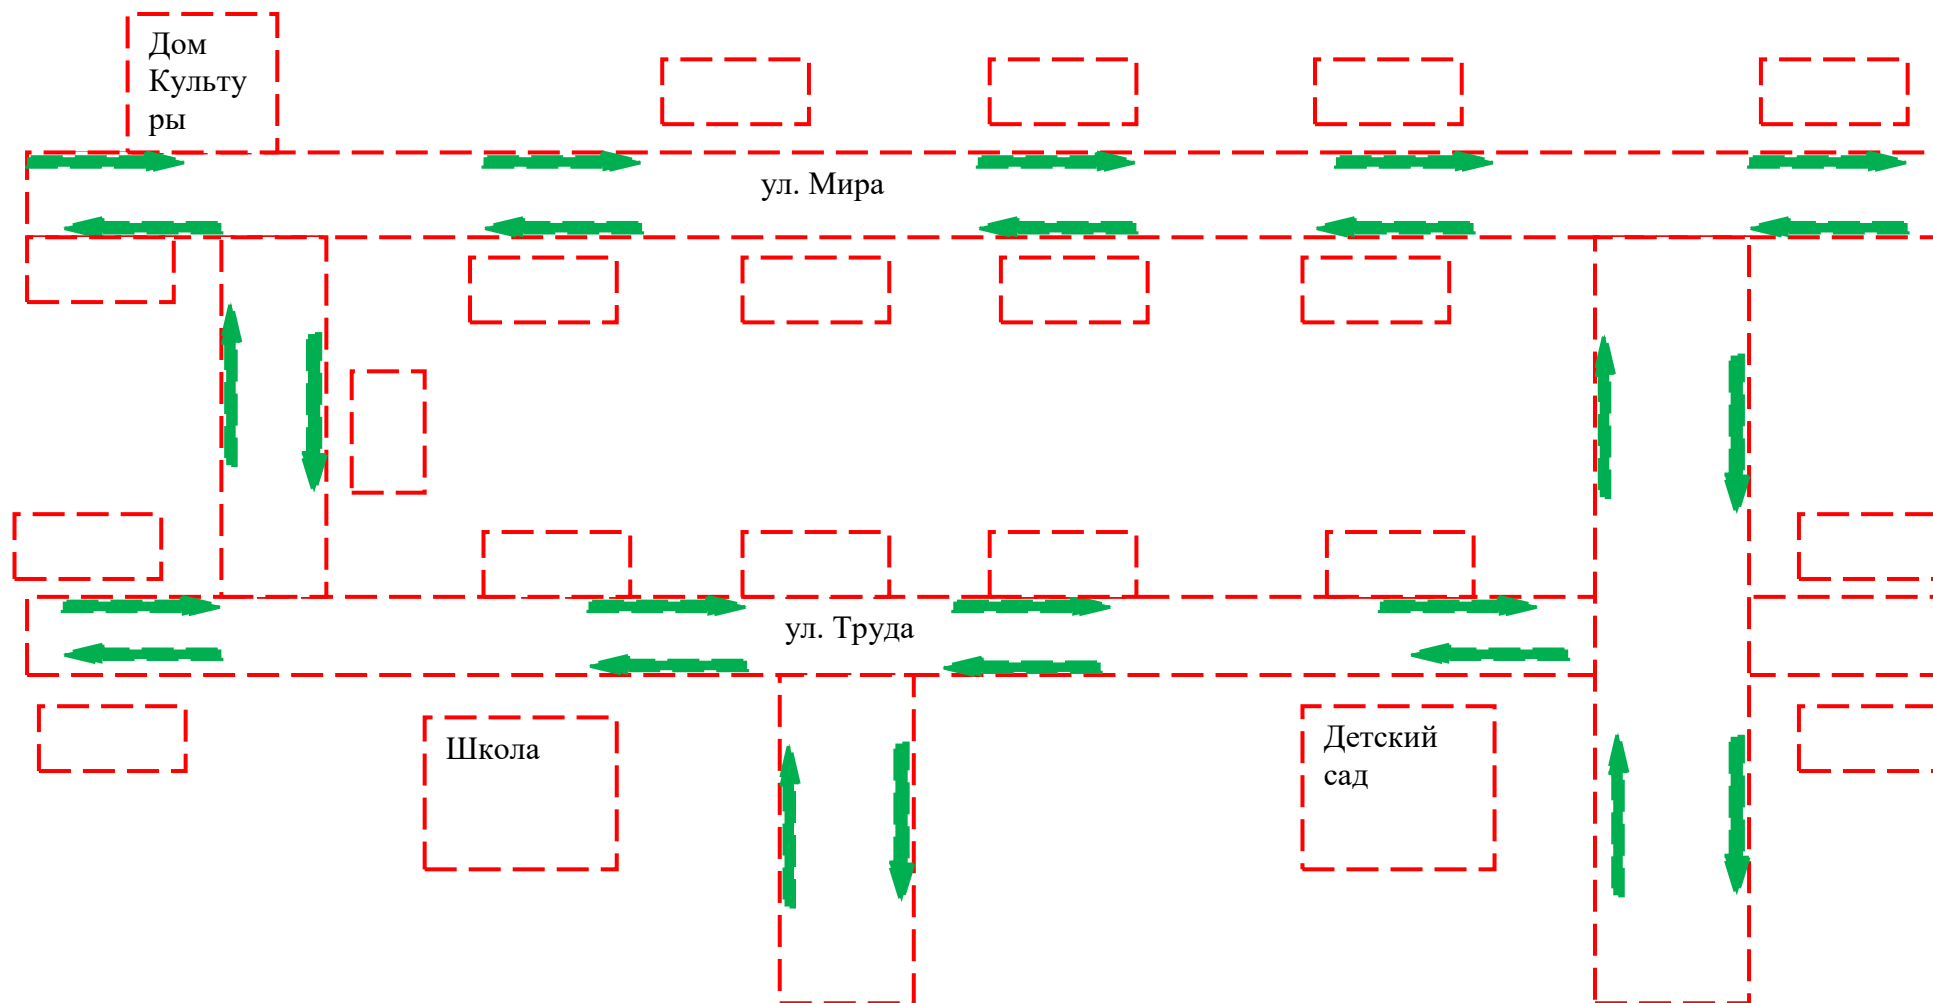 Дом
Культу
ры
ул. Мира
ул. Труда
Школа
Детский
сад